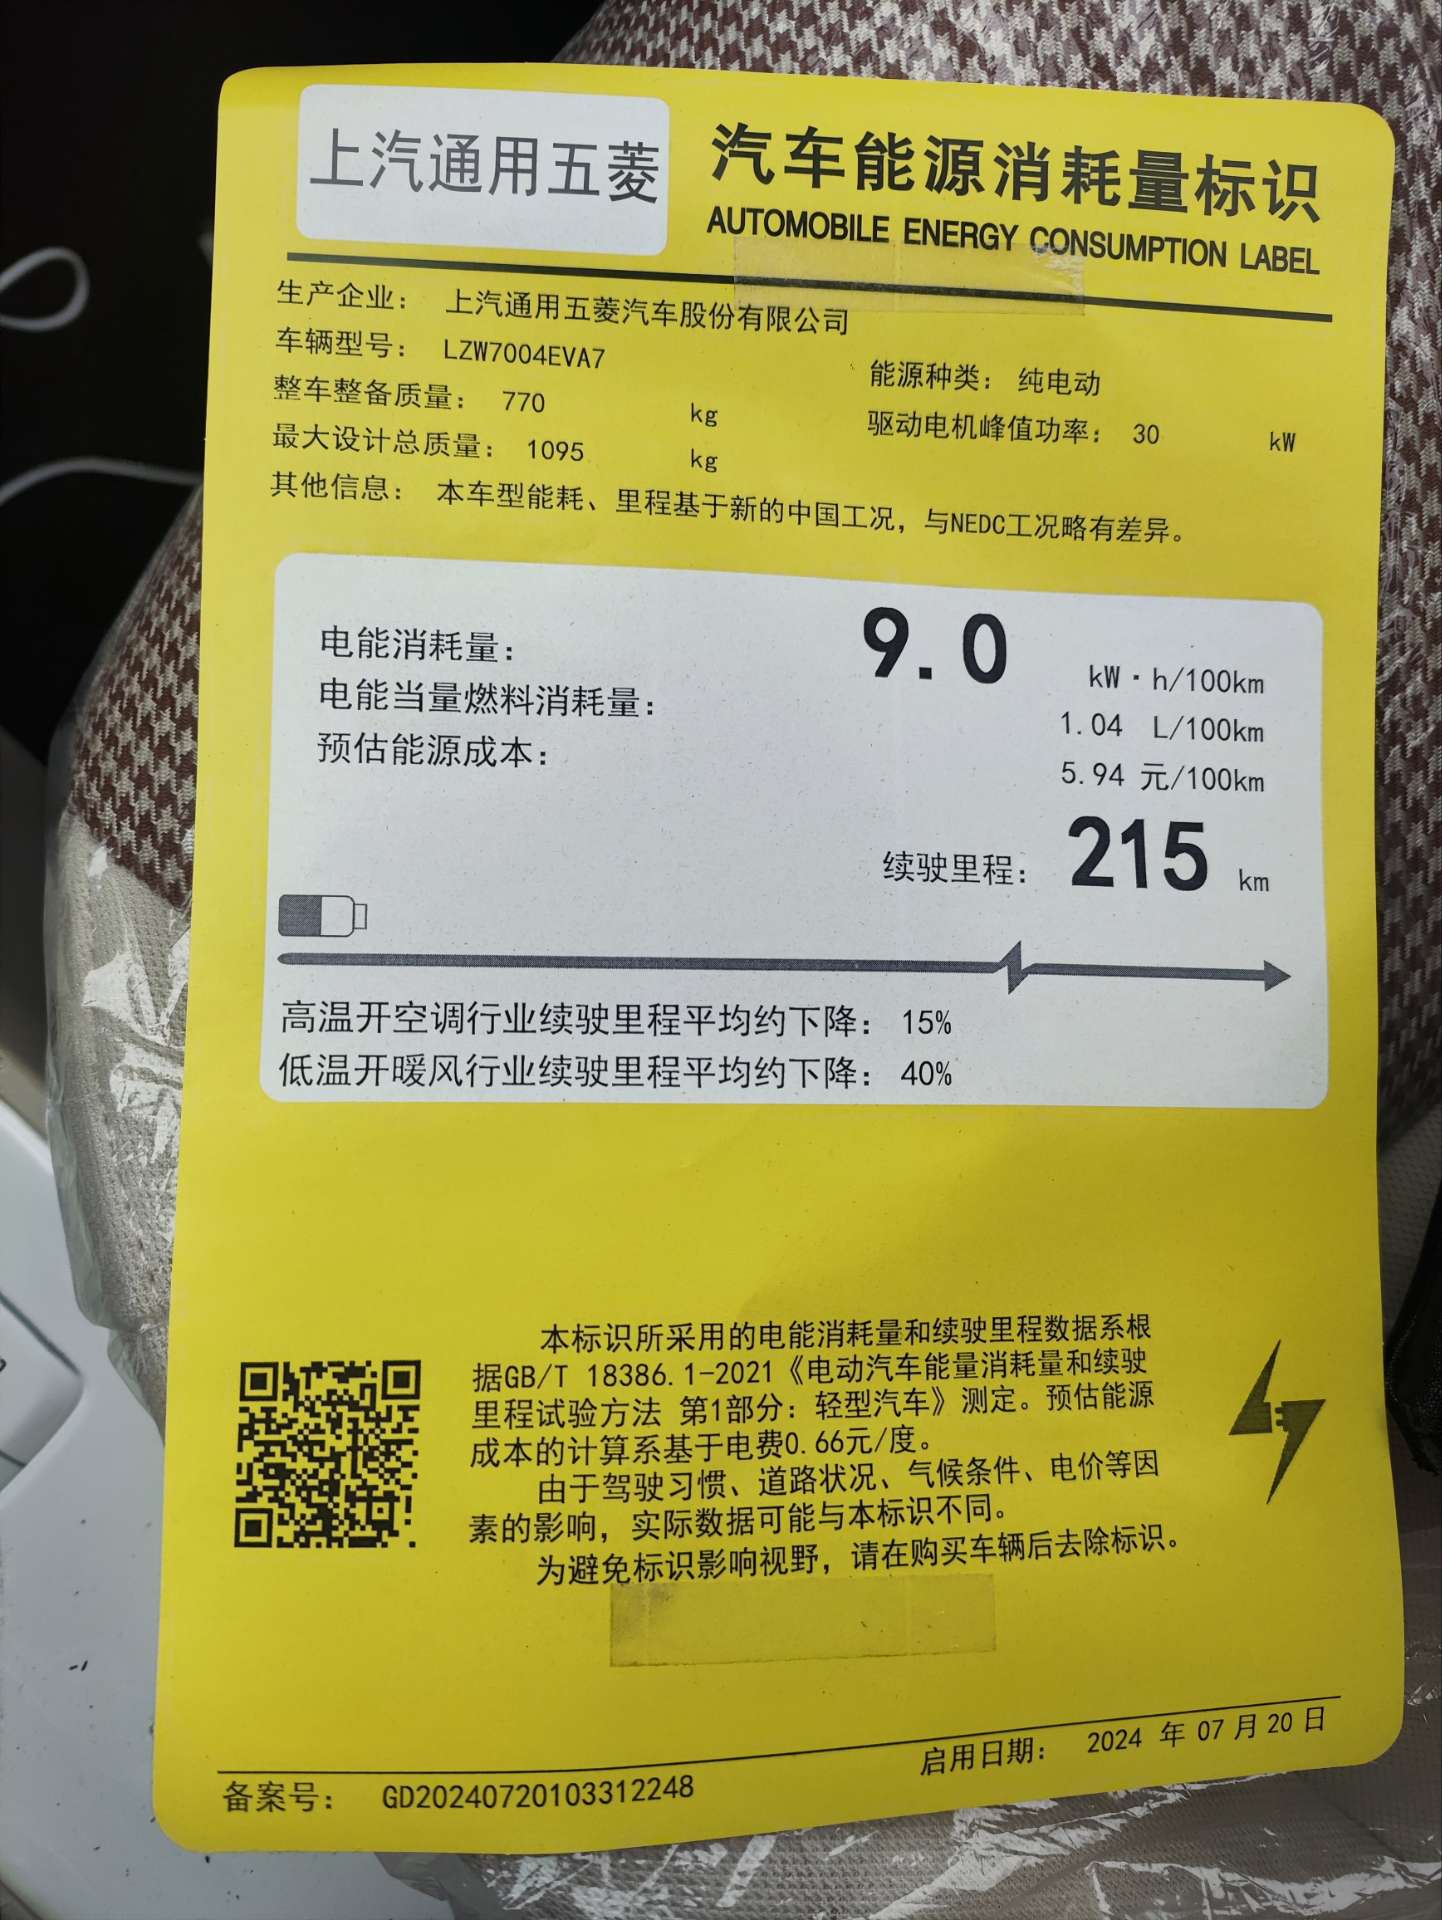 上汽通用五菱
汽车能源消耗量标识
AUTOMOBILE ENERGY CONSUMPTION LABEL
生产企业： 上汽通用五菱汽车股份有限公司
车辆型号： LZW7004EVA7
能源种类： 纯电动
整车整备质量： 770 kg
驱动电机峰值功率： 30 kW
最大设计总质量： 1095 kg
其他信息： 本车型能耗、里程基于新的中国工况，与NEDC工况略有差异。
电能消耗量： 9.0 kW·h/100km
电能当量燃料消耗量： 1.04 L/100km
预估能源成本： 5.94 元/100km
续驶里程： 215 km
高温开空调行业续驶里程平均约下降： 15%
低温开暖风行业续驶里程平均约下降： 40%
本标识所采用的电能消耗量和续驶里程数据系根
据GB/T 18386.1-2021《电动汽车能量消耗量和续驶
里程试验方法 第1部分：轻型汽车》测定。预估能源
成本的计算系基于电费0.66元/度。
由于驾驶习惯、道路状况、气候条件、电价等因
素的影响，实际数据可能与本标识不同。
为避免标识影响视野，请在购买车辆后去除标识。
备案号： GD20240720103312248
启用日期： 2024 年 07 月 20 日